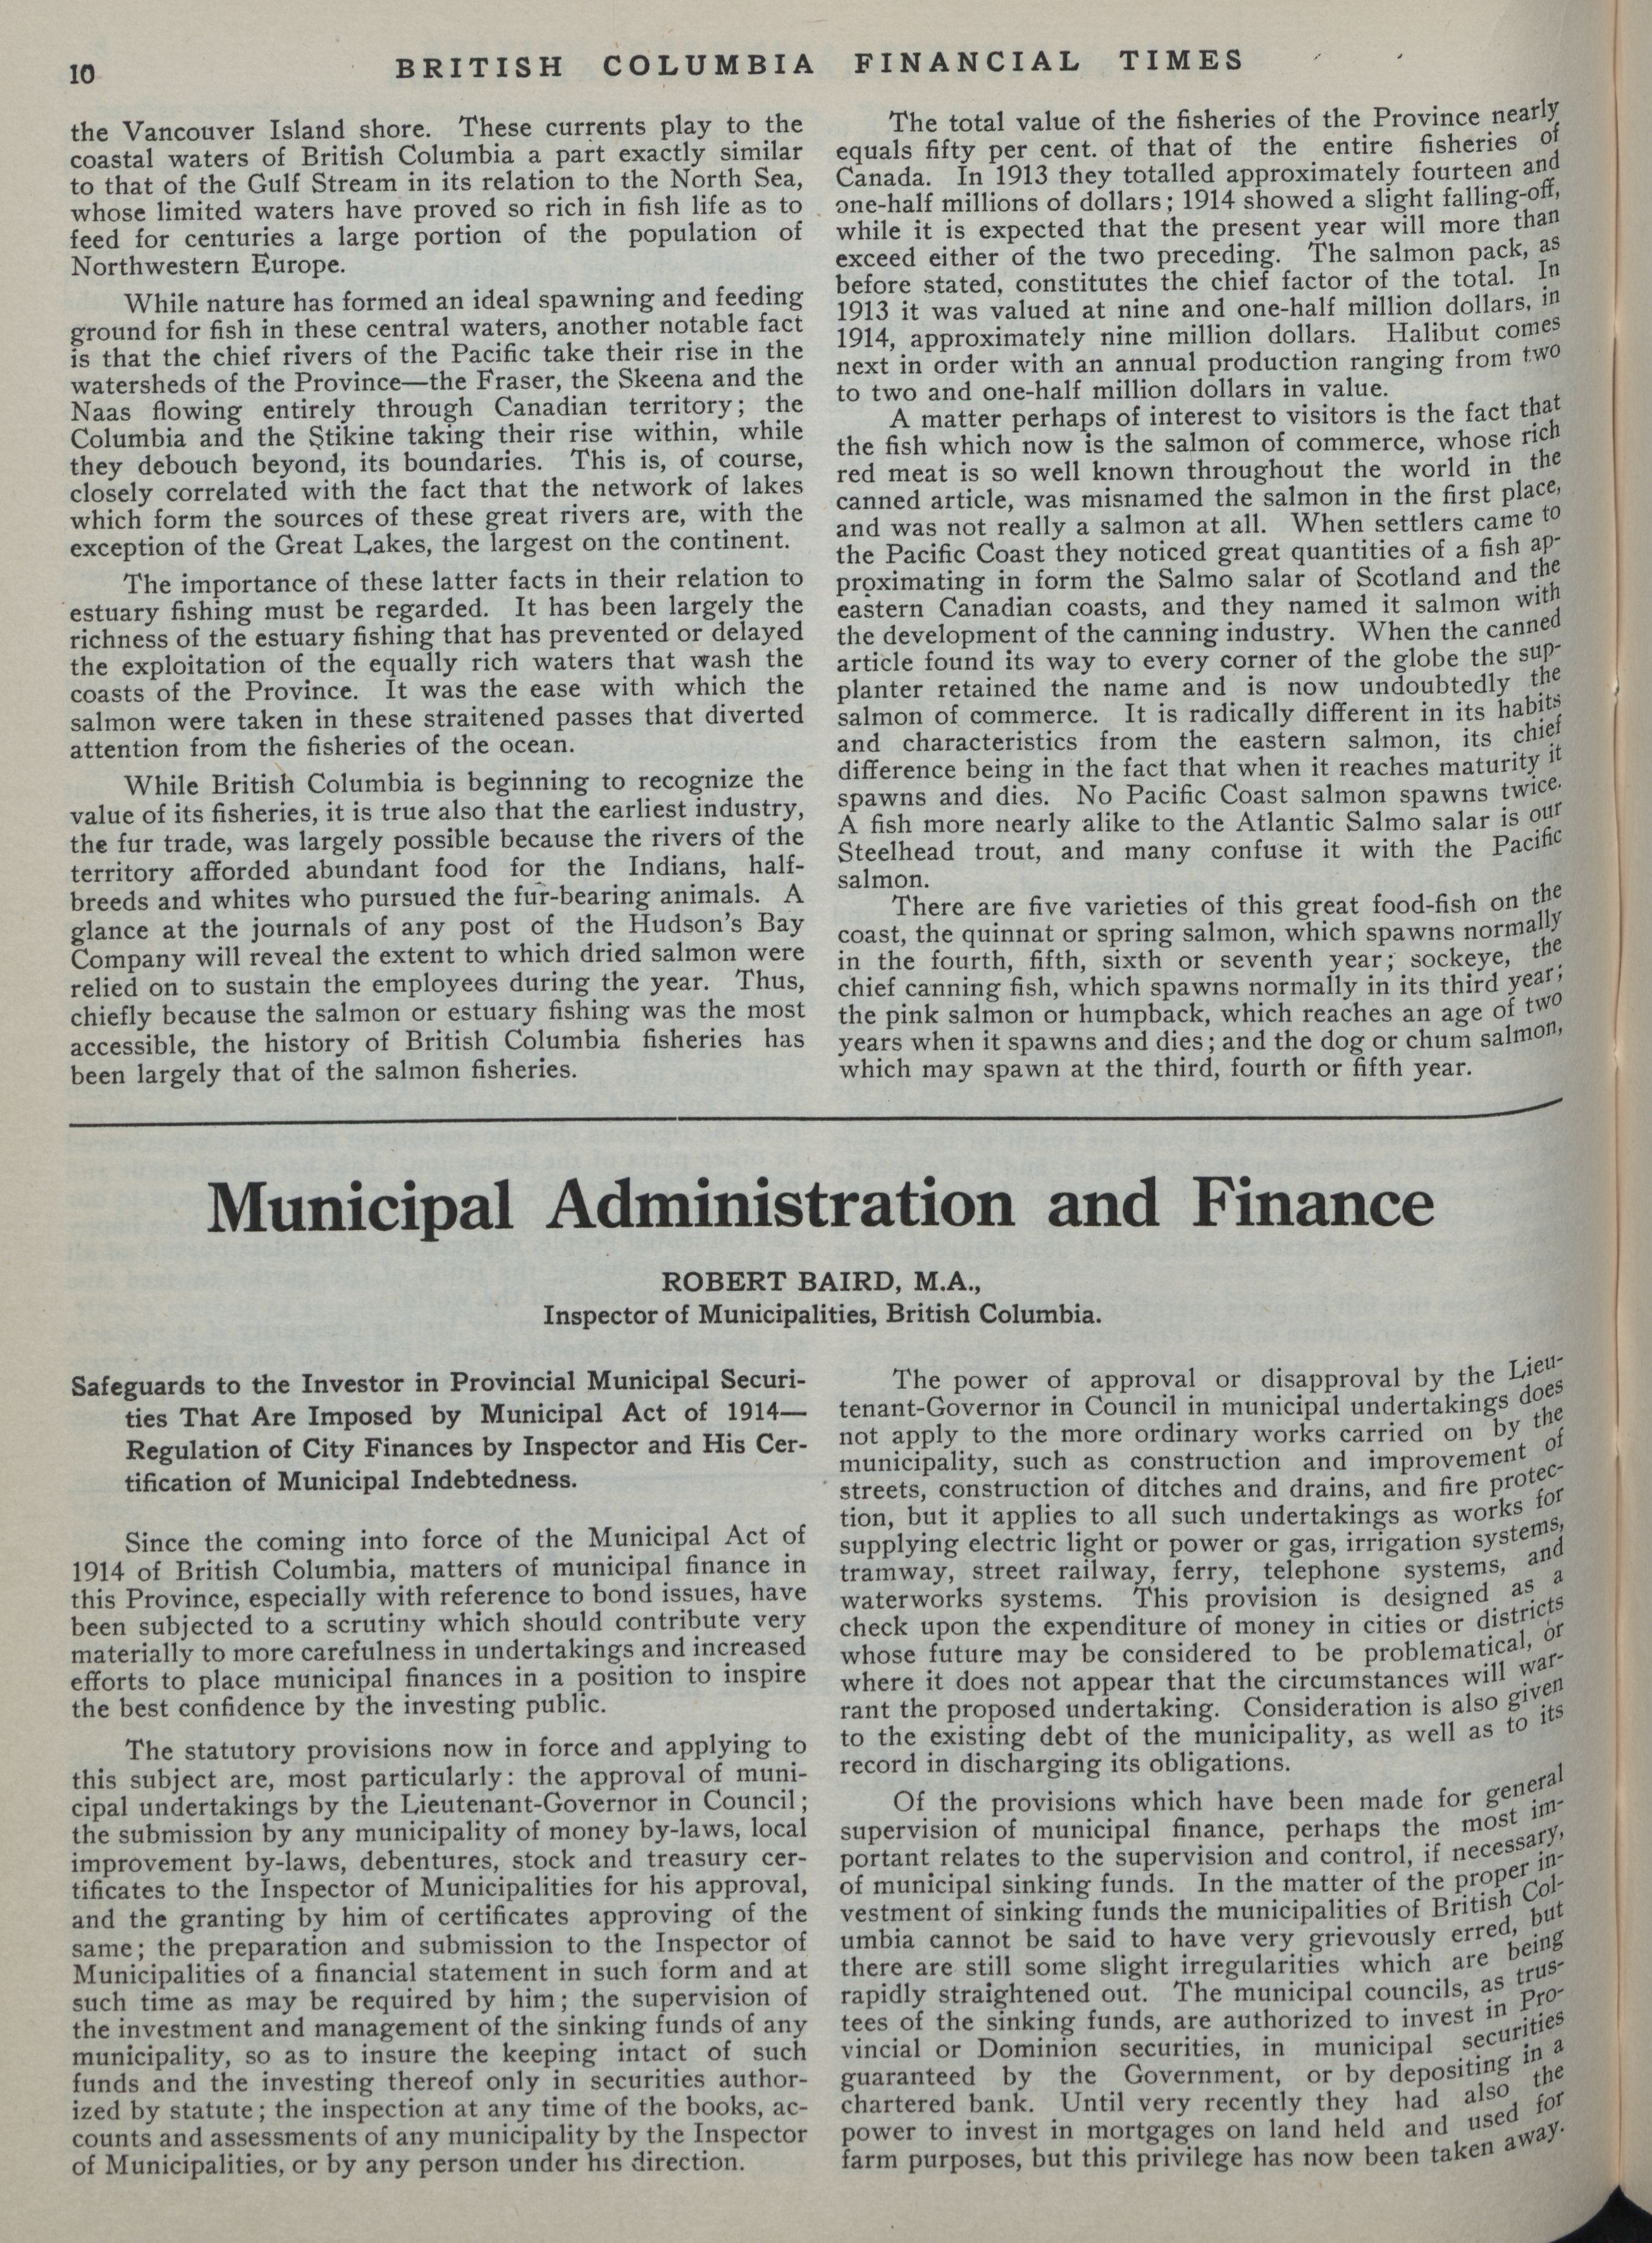 10
BRITISH COLUMBIA FINANCIAL TIMES
the Vancouver Island shore. These currents play to the
coastal waters of British Columbia a part exactly similar
to that of the Gulf Stream in its relation to the North Sea,
whose limited waters have proved so rich in fish life as to
feed for centuries a large portion of the population of
Northwestern Europe.
While nature has formed an ideal spawning and feeding
ground for fish in these central waters, another notable fact
is that the chief rivers of the Pacific take their rise in the
watersheds of the Province—the Fraser, the Skeena and the
Naas flowing entirely through Canadian territory; the
Columbia and the Stikine taking their rise within, while
they debouch beyond, its boundaries. This is, of course,
closely correlated with the fact that the network of lakes
which form the sources of these great rivers are, with the
exception of the Great Lakes, the largest on the continent.
The importance of these latter facts in their relation to
estuary fishing must be regarded. It has been largely the
richness of the estuary fishing that has prevented or delayed
the exploitation of the equally rich waters that wash the
coasts of the Province. It was the ease with which the
salmon were taken in these straitened passes that diverted
attention from the fisheries of the ocean.
While British Columbia is beginning to recognize the
value of its fisheries, it is true also that the earliest industry,
the fur trade, was largely possible because the rivers of the
territory afforded abundant food for the Indians, half-
breeds and whites who pursued the fur-bearing animals. A
glance at the journals of any post of the Hudson's Bay
Company will reveal the extent to which dried salmon were
relied on to sustain the employees during the year. Thus,
chiefly because the salmon or estuary fishing was the most
accessible, the history of British Columbia fisheries has
been largely that of the salmon fisheries.
The total value of the fisheries of the Province nearly
equals fifty per cent. of that of the entire fisheries of
Canada. In 1913 they totalled approximately fourteen and
one-half millions of dollars; 1914 showed a slight falling-off,
while it is expected that the present year will more than
exceed either of the two preceding. The salmon pack, as
before stated, constitutes the chief factor of the total. In
1913 it was valued at nine and one-half million dollars, in
1914, approximately nine million dollars. Halibut comes
next in order with an annual production ranging from two
to two and one-half million dollars in value.
A matter perhaps of interest to visitors is the fact that
the fish which now is the salmon of commerce, whose rich
red meat is so well known throughout the world in the
canned article, was misnamed the salmon in the first place,
and was not really a salmon at all. When settlers came to
the Pacific Coast they noticed great quantities of a fish ap-
proximating in form the Salmo salar of Scotland and the
eastern Canadian coasts, and they named it salmon with
the development of the canning industry. When the canned
article found its way to every corner of the globe the sup-
planter retained the name and is now undoubtedly the
salmon of commerce. It is radically different in its habits
and characteristics from the eastern salmon, its chief
difference being in the fact that when it reaches maturity it
spawns and dies. No Pacific Coast salmon spawns twice.
A fish more nearly alike to the Atlantic Salmo salar is our
Steelhead trout, and many confuse it with the Pacific
salmon.
There are five varieties of this great food-fish on the
coast, the quinnat or spring salmon, which spawns normally
in the fourth, fifth, sixth or seventh year; sockeye, the
chief canning fish, which spawns normally in its third year;
the pink salmon or humpback, which reaches an age of two
years when it spawns and dies; and the dog or chum salmon,
which may spawn at the third, fourth or fifth year.
Municipal Administration and Finance
ROBERT BAIRD, M.A.,
Inspector of Municipalities, British Columbia.
Safeguards to the Investor in Provincial Municipal Securi-
ties That Are Imposed by Municipal Act of 1914—
Regulation of City Finances by Inspector and His Cer-
tification of Municipal Indebtedness.
Since the coming into force of the Municipal Act of
1914 of British Columbia, matters of municipal finance in
this Province, especially with reference to bond issues, have
been subjected to a scrutiny which should contribute very
materially to more carefulness in undertakings and increased
efforts to place municipal finances in a position to inspire
the best confidence by the investing public.
The statutory provisions now in force and applying to
this subject are, most particularly: the approval of muni-
cipal undertakings by the Lieutenant-Governor in Council;
the submission by any municipality of money by-laws, local
improvement by-laws, debentures, stock and treasury cer-
tificates to the Inspector of Municipalities for his approval,
and the granting by him of certificates approving of the
same; the preparation and submission to the Inspector of
Municipalities of a financial statement in such form and at
such time as may be required by him; the supervision of
the investment and management of the sinking funds of any
municipality, so as to insure the keeping intact of such
funds and the investing thereof only in securities author-
ized by statute; the inspection at any time of the books, ac-
counts and assessments of any municipality by the Inspector
of Municipalities, or by any person under his direction.
The power of approval or disapproval by the Lieu-
tenant-Governor in Council in municipal undertakings does
not apply to the more ordinary works carried on by the
municipality, such as construction and improvement of
streets, construction of ditches and drains, and fire protec-
tion, but it applies to all such undertakings as works for
supplying electric light or power or gas, irrigation systems,
tramway, street railway, ferry, telephone systems, and
waterworks systems. This provision is designed as a
check upon the expenditure of money in cities or districts
whose future may be considered to be problematical, or
where it does not appear that the circumstances will war-
rant the proposed undertaking. Consideration is also given
to the existing debt of the municipality, as well as to its
record in discharging its obligations.
Of the provisions which have been made for general
supervision of municipal finance, perhaps the most im-
portant relates to the supervision and control, if necessary,
of municipal sinking funds. In the matter of the proper in-
vestment of sinking funds the municipalities of British Col-
umbia cannot be said to have very grievously erred, but
there are still some slight irregularities which are being
rapidly straightened out. The municipal councils, as trus-
tees of the sinking funds, are authorized to invest in Pro-
vincial or Dominion securities, in municipal securities
guaranteed by the Government, or by depositing in a
chartered bank. Until very recently they had also the
power to invest in mortgages on land held and used for
farm purposes, but this privilege has now been taken away.